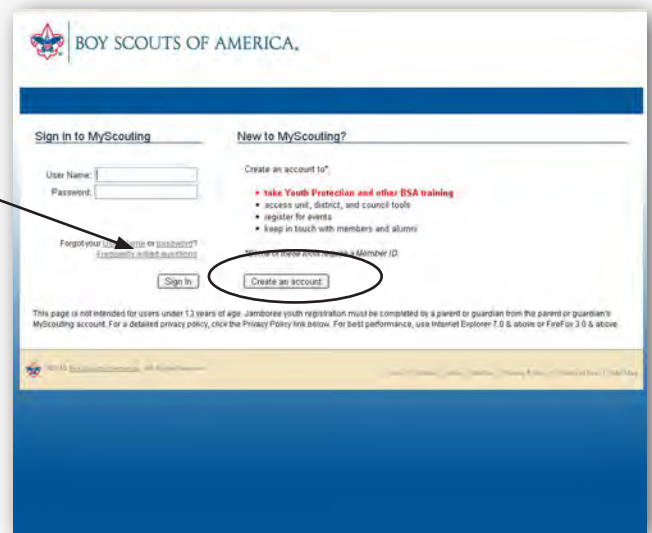 BOY SCOUTS OF AMERICA®
Sign in to MyScouting
User Name:
Password:
Forgot your User Name or password?
Frequently asked questions
Sign In
New to MyScouting?
Create an account to*:
• take Youth Protection and other BSA training
• access unit, district, and council tools
• register for events
• keep in touch with members and alumni
*Some of these tools require a Member ID.
Create an account
This page is not intended for users under 13 years of age. Jamboree youth registration must be completed by a parent or guardian from the parent or guardian's
MyScouting account. For a detailed privacy policy, click the Privacy Policy link below. For best performance, use Internet Explorer 7.0 & above or FireFox 3.0 & above.